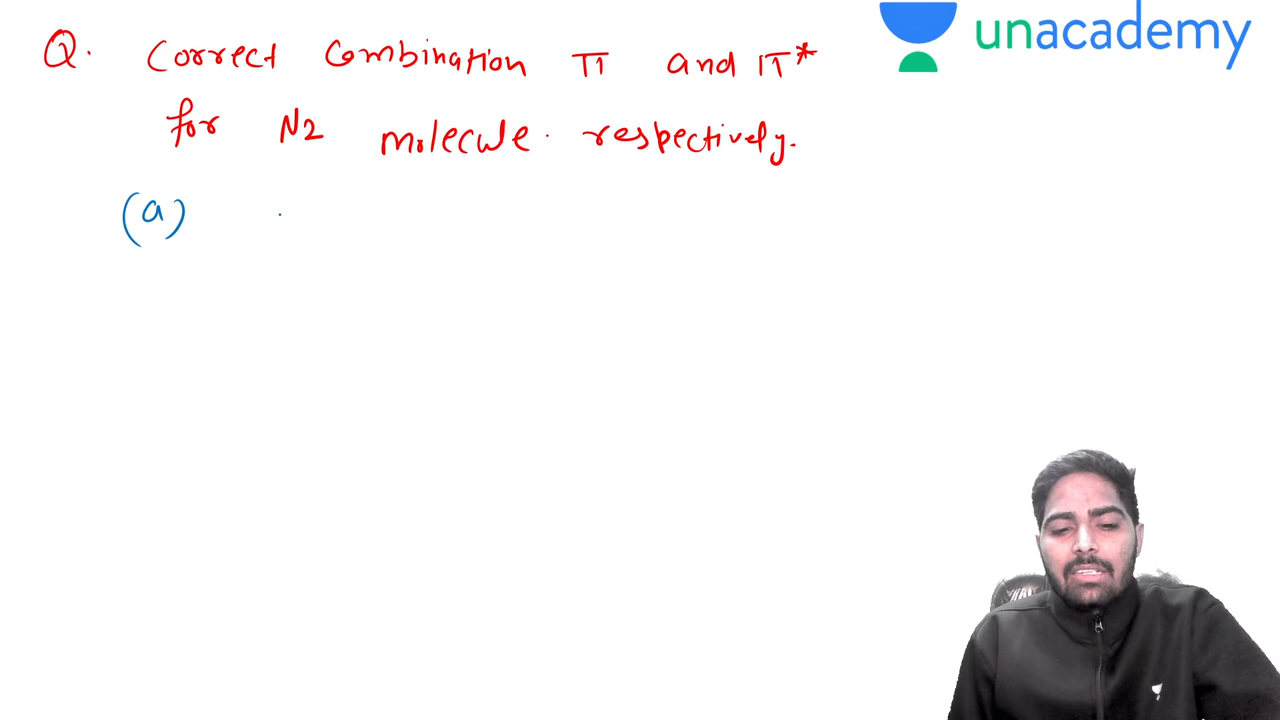 unacademy
Q. Correct Combination π and π*
for N2 molecule. respectively.
(a)